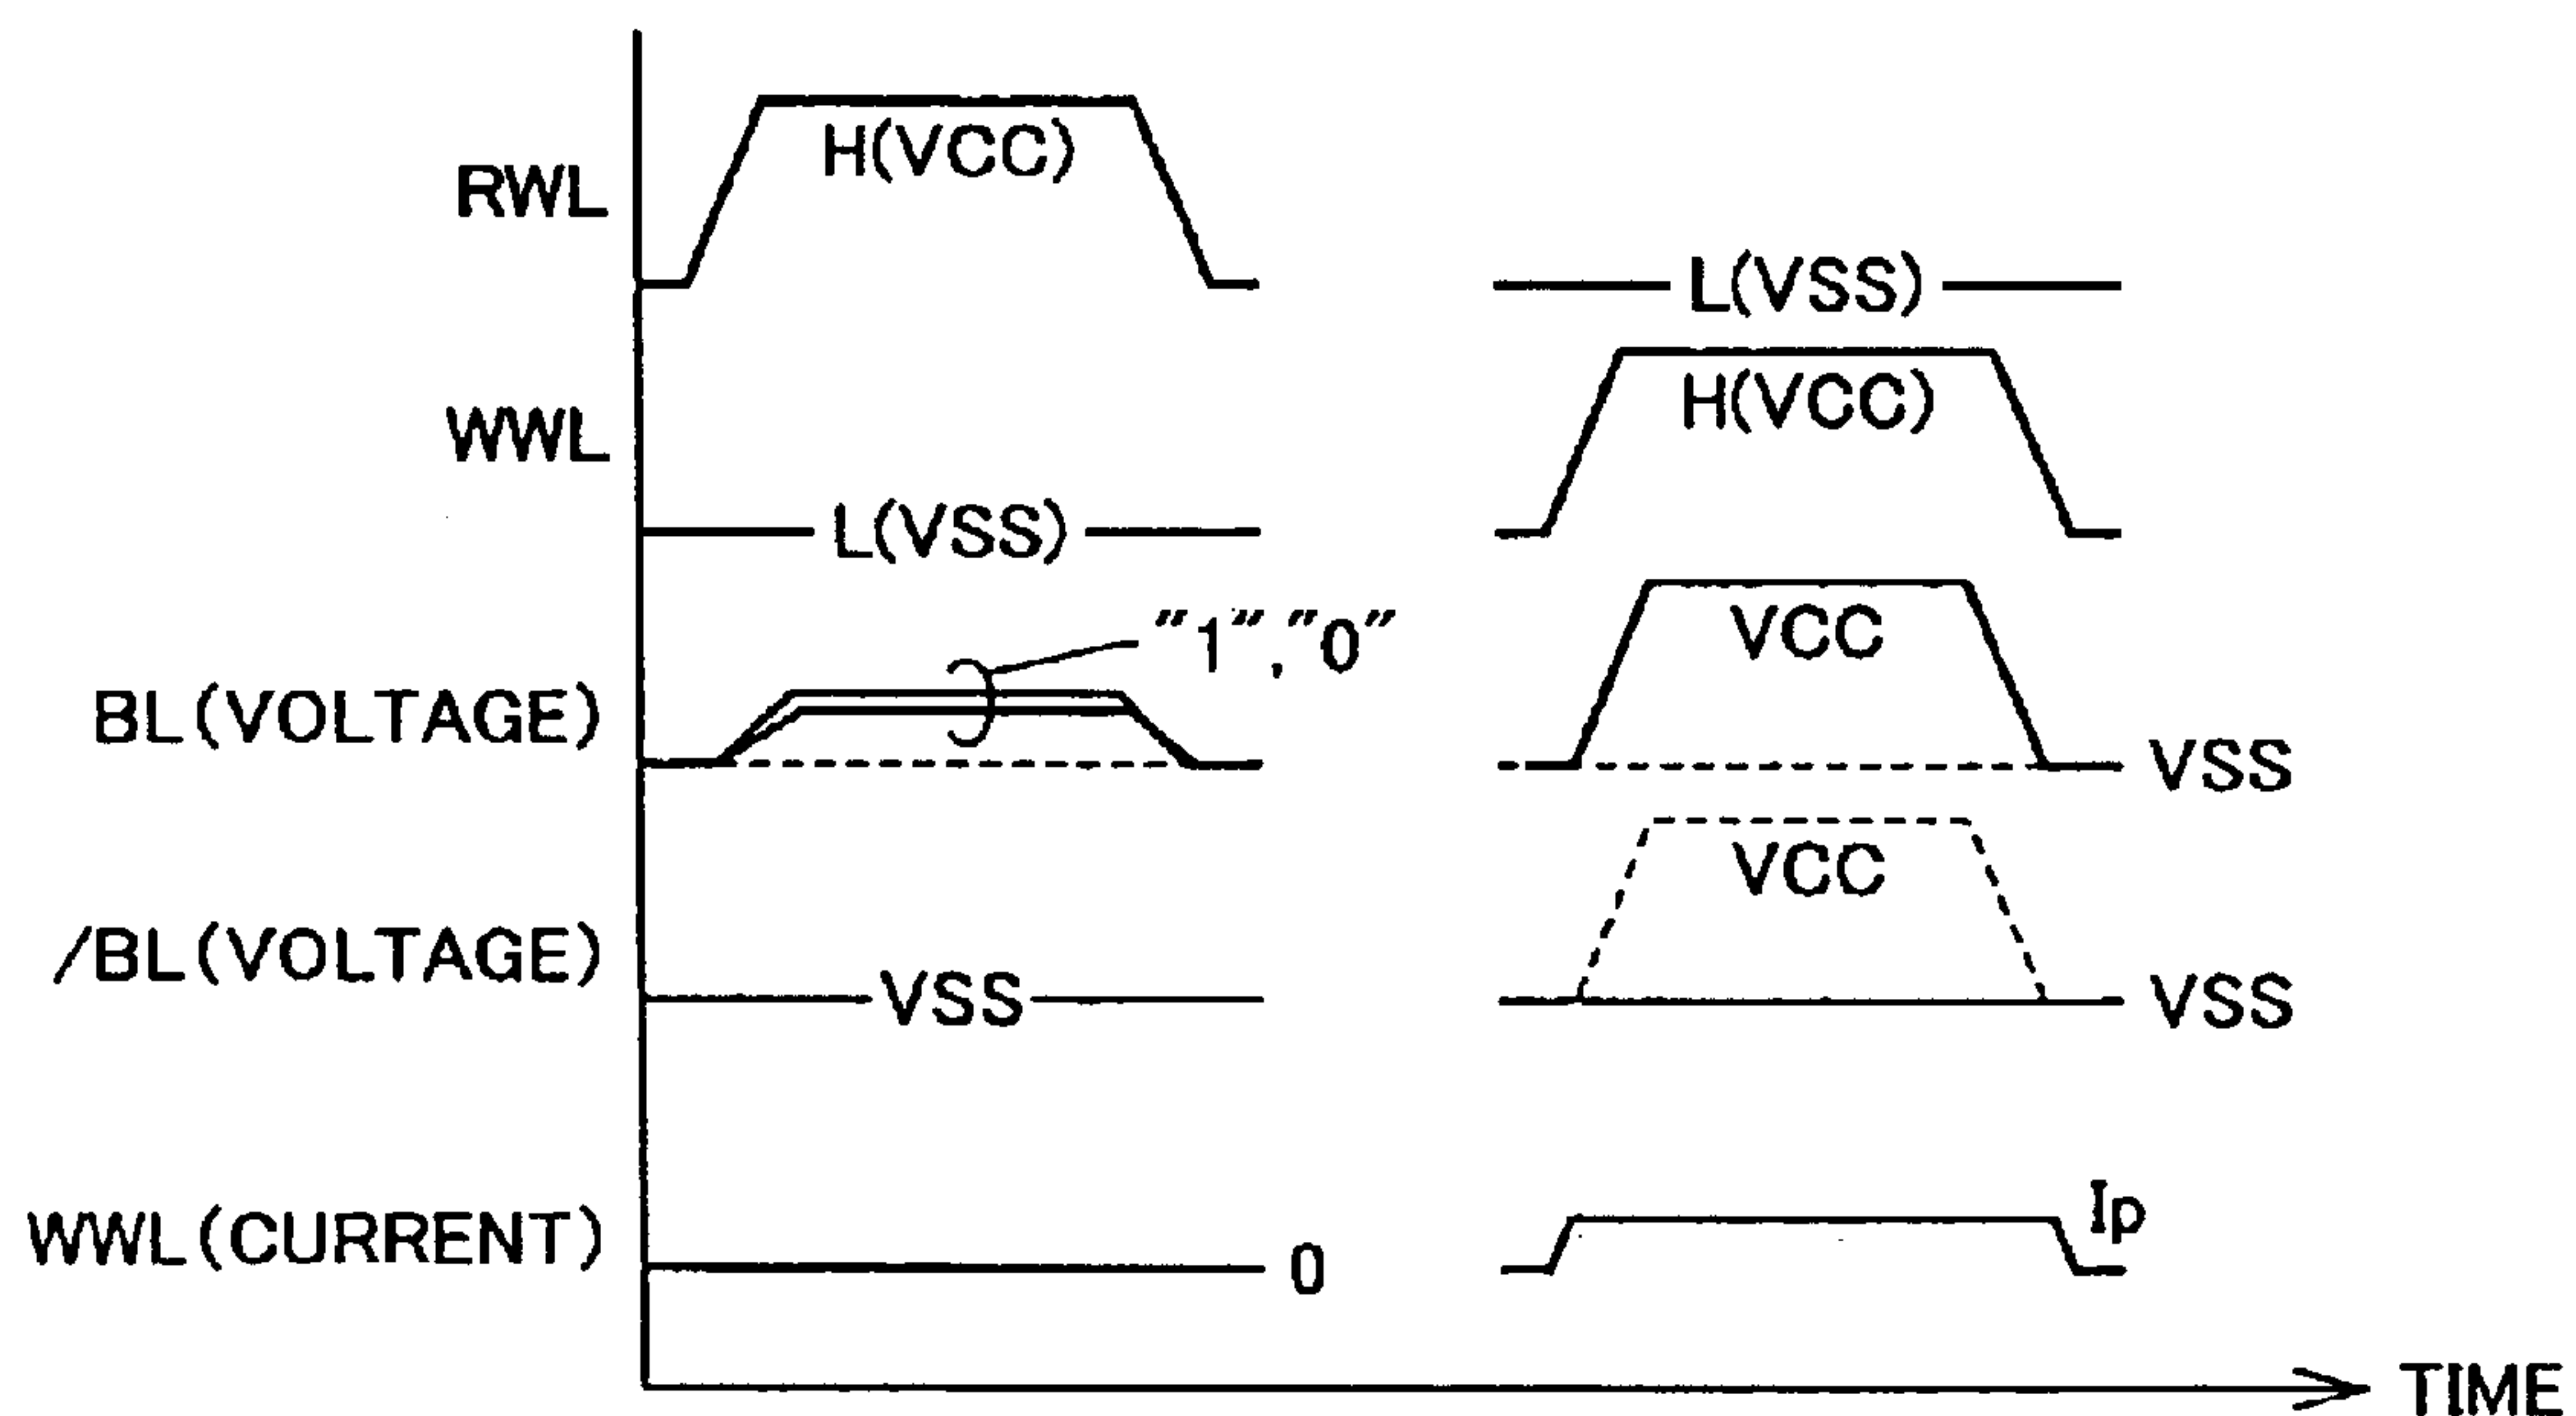 H(VCC)
RWL
L(VSS)
H(VCC)
WWL
L(VSS)
"1","0"
VCC
BL(VOLTAGE)
VSS
VCC
/BL(VOLTAGE)
VSS
VSS
Ip
WWL(CURRENT)
0
TIME